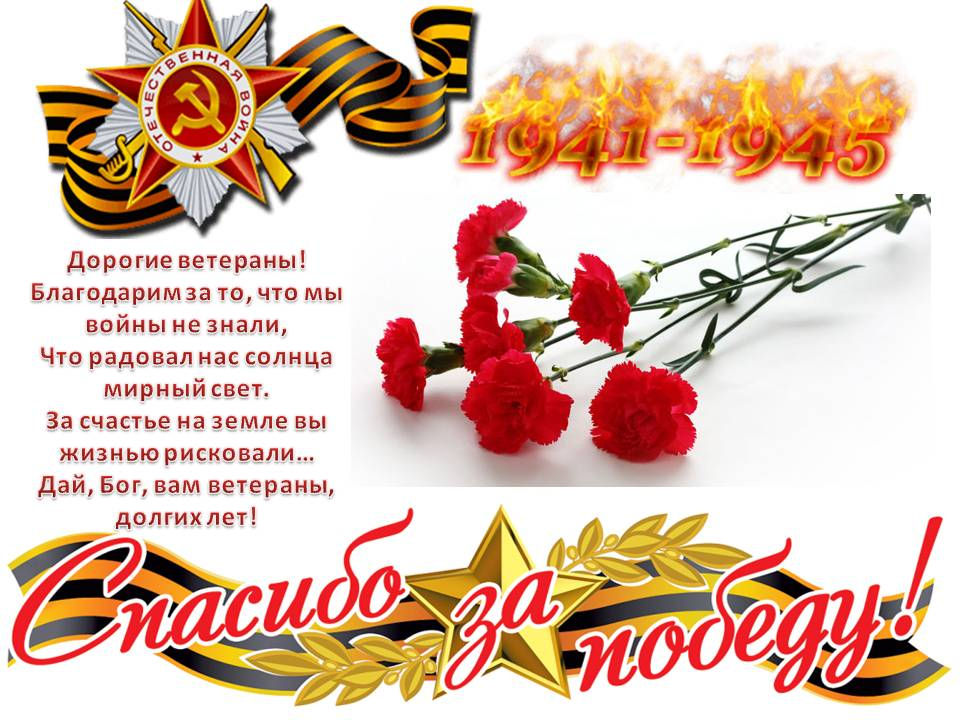 ОТЕЧЕСТВЕННАЯ ВОЙНА
1941-1945
Дорогие ветераны!
Благодарим за то, что мы
войны не знали,
Что радовал нас солнца
мирный свет.
За счастье на земле вы
жизнью рисковали...
Дай, Бог, вам ветераны,
долгих лет!
Спасибо за победу!